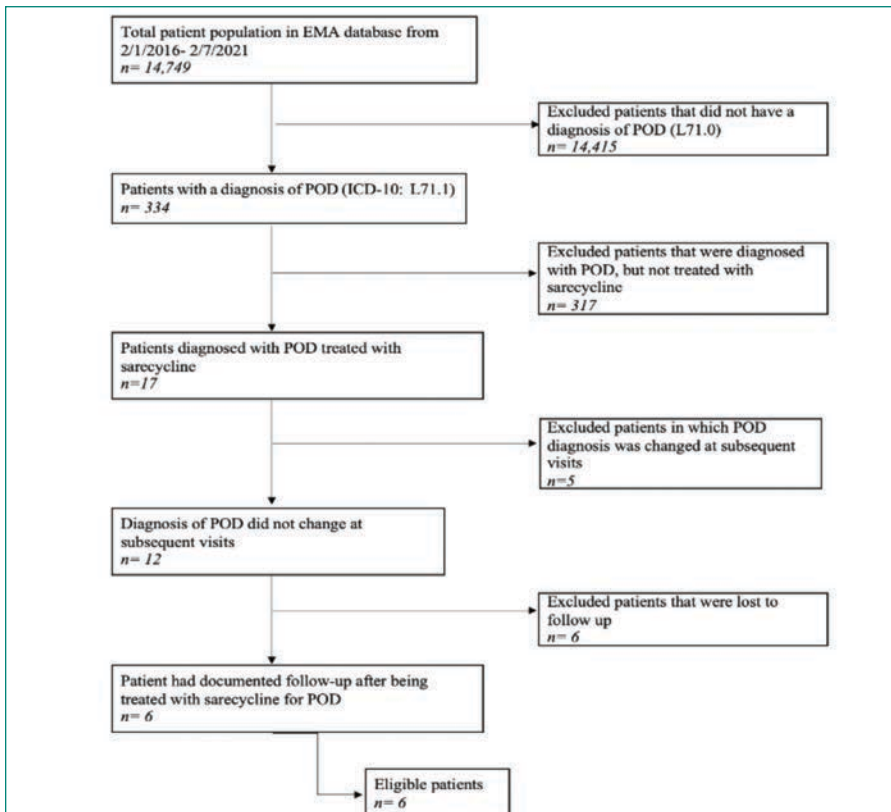 Total patient population in EMA database from
2/1/2016- 2/7/2021
n= 14,749
Excluded patients that did not have a
diagnosis of POD (L71.0)
n= 14,415
Patients with a diagnosis of POD (ICD-10: L71.1)
n= 334
Excluded patients that were diagnosed
with POD, but not treated with
sarecycline
n= 317
Patients diagnosed with POD treated with
sarecycline
n=17
Excluded patients in which POD
diagnosis was changed at subsequent
visits
n=5
Diagnosis of POD did not change at
subsequent visits
n= 12
Excluded patients that were lost to
follow up
n= 6
Patient had documented follow-up after being
treated with sarecycline for POD
n= 6
Eligible patients
n= 6